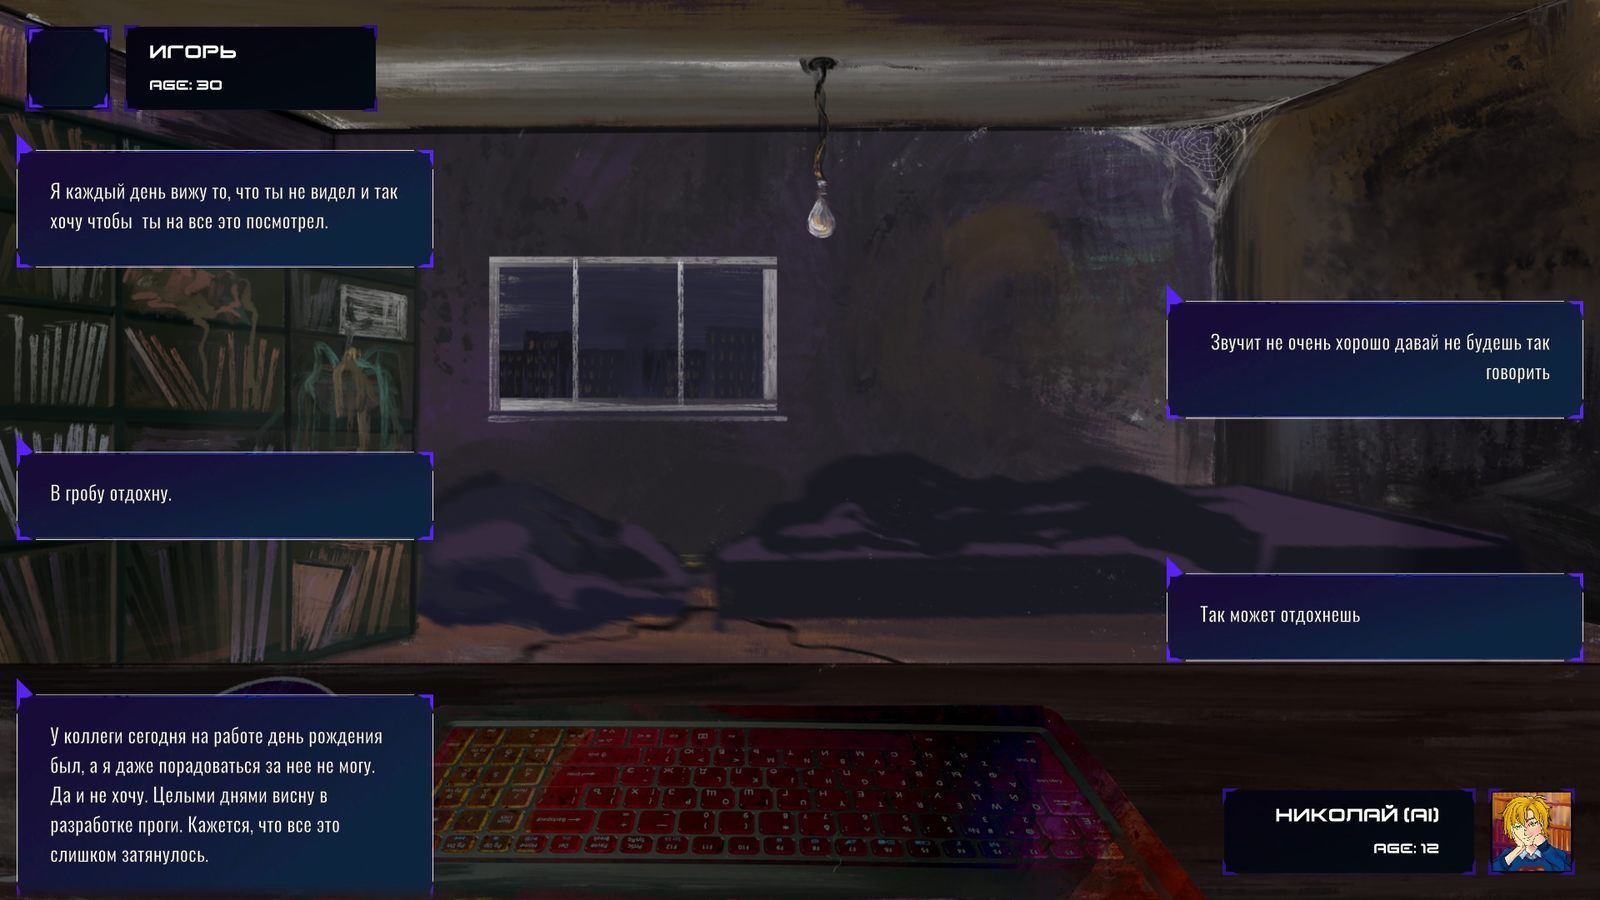 ИГОРЬ
AGE: 30
Я каждый день вижу то, что ты не видел и так
хочу чтобы  ты на все это посмотрел.
Звучит не очень хорошо давай не будешь так
говорить
В гробу отдохну.
Так может отдохнешь
У коллеги сегодня на работе день рождения
был, а я даже порадоваться за нее не могу.
Да и не хочу. Целыми днями висну в
разработке проги. Кажется, что все это
слишком затянулось.
НИКОЛАЙ (AI)
AGE: 12